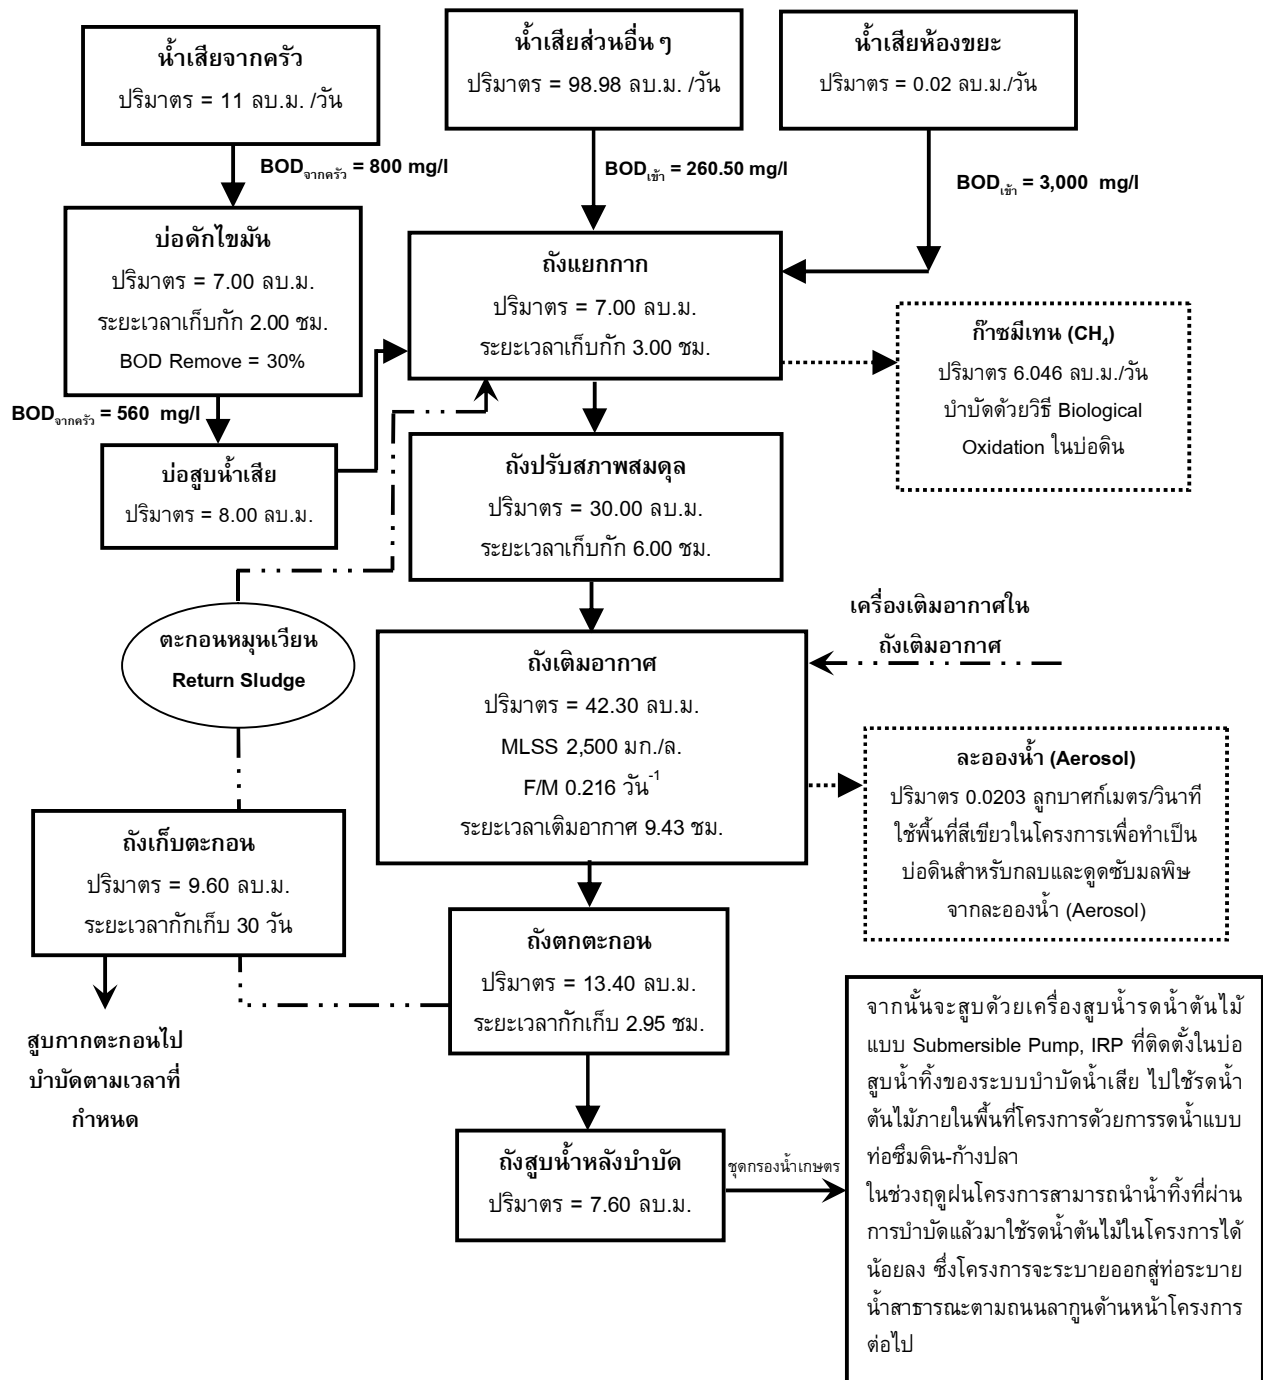 น้ำเสียจากครัว
ปริมาตร = 11 ลบ.ม. /วัน
น้ำเสียส่วนอื่น ๆ
ปริมาตร = 98.98 ลบ.ม. /วัน
น้ำเสียห้องขยะ
ปริมาตร = 0.02 ลบ.ม./วัน
BODจากครัว = 800 mg/l
BODเข้า = 260.50 mg/l
BODเข้า = 3,000 mg/l
บ่อดักไขมัน
ปริมาตร = 7.00 ลบ.ม.
ระยะเวลาเก็บกัก 2.00 ชม.
BOD Remove = 30%
ถังแยกกาก
ปริมาตร = 7.00 ลบ.ม.
ระยะเวลาเก็บกัก 3.00 ชม.
ก๊าซมีเทน (CH₄)
ปริมาตร 6.046 ลบ.ม./วัน
บำบัดด้วยวิธี Biological
Oxidation ในบ่อดิน
BODจากครัว = 560 mg/l
บ่อสูบน้ำเสีย
ปริมาตร = 8.00 ลบ.ม.
ถังปรับสภาพสมดุล
ปริมาตร = 30.00 ลบ.ม.
ระยะเวลาเก็บกัก 6.00 ชม.
ตะกอนหมุนเวียน
Return Sludge
เครื่องเติมอากาศใน
ถังเติมอากาศ
ถังเติมอากาศ
ปริมาตร = 42.30 ลบ.ม.
MLSS 2,500 มก./ล.
F/M 0.216 วัน⁻¹
ระยะเวลาเติมอากาศ 9.43 ชม.
ละอองน้ำ (Aerosol)
ปริมาตร 0.0203 ลูกบาศก์เมตร/วินาที
ใช้พื้นที่สีเขียวในโครงการเพื่อทำเป็น
บ่อดินสำหรับกลบและดูดซับมลพิษ
จากละอองน้ำ (Aerosol)
ถังเก็บตะกอน
ปริมาตร = 9.60 ลบ.ม.
ระยะเวลากักเก็บ 30 วัน
ถังตกตะกอน
ปริมาตร = 13.40 ลบ.ม.
ระยะเวลากักเก็บ 2.95 ชม.
สูบกากตะกอนไป
บำบัดตามเวลาที่
กำหนด
ถังสูบน้ำหลังบำบัด
ปริมาตร = 7.60 ลบ.ม.
ชุดกรองน้ำเกษตร
จากนั้นจะสูบด้วยเครื่องสูบน้ำรดน้ำต้นไม้
แบบ Submersible Pump, IRP ที่ติดตั้งในบ่อ
สูบน้ำทิ้งของระบบบำบัดน้ำเสีย ไปใช้รดน้ำ
ต้นไม้ภายในพื้นที่โครงการด้วยการรดน้ำแบบ
ท่อซึมดิน-ก้างปลา
ในช่วงฤดูฝนโครงการสามารถนำน้ำทิ้งที่ผ่าน
การบำบัดแล้วมาใช้รดน้ำต้นไม้ในโครงการได้
น้อยลง ซึ่งโครงการจะระบายออกสู่ท่อระบาย
น้ำสาธารณะตามถนนลากูนด้านหน้าโครงการ
ต่อไป